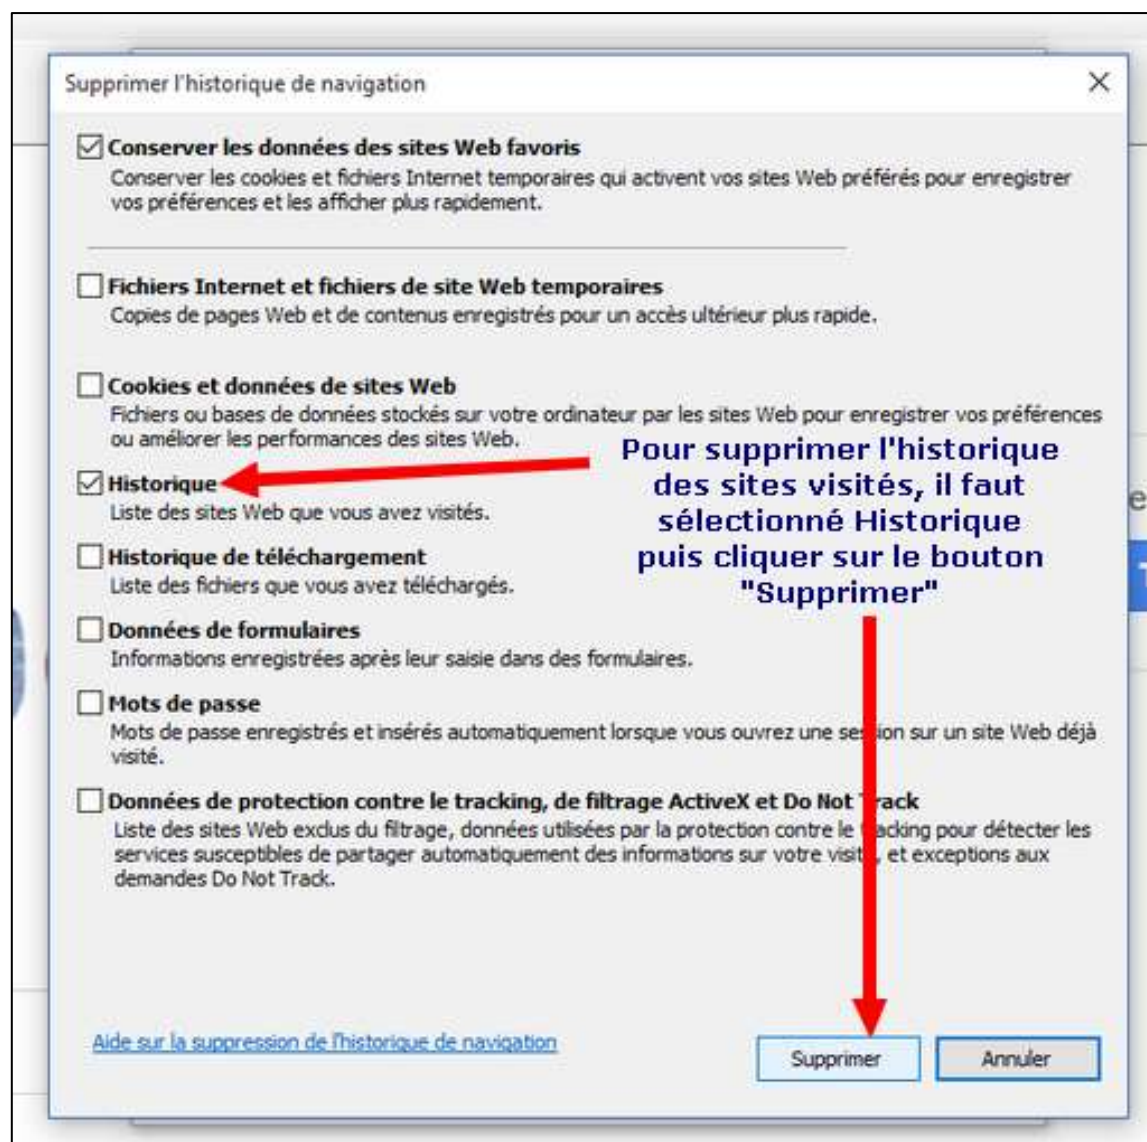 Supprimer l'historique de navigation
Conserver les données des sites Web favoris
Conserver les cookies et fichiers Internet temporaires qui activent vos sites Web préférés pour enregistrer
vos préférences et les afficher plus rapidement.
Fichiers Internet et fichiers de site Web temporaires
Copies de pages Web et de contenus enregistrés pour un accès ultérieur plus rapide.
Cookies et données de sites Web
Fichiers ou bases de données stockés sur votre ordinateur par les sites Web pour enregistrer vos préférences
ou améliorer les performances des sites Web.
Pour supprimer l'historique
des sites visités, il faut
sélectionné Historique
puis cliquer sur le bouton
"Supprimer"
Historique
Liste des sites Web que vous avez visités.
Historique de téléchargement
Liste des fichiers que vous avez téléchargés.
Données de formulaires
Informations enregistrées après leur saisie dans des formulaires.
Mots de passe
Mots de passe enregistrés et insérés automatiquement lorsque vous ouvrez une session sur un site Web déjà
visité.
Données de protection contre le tracking, de filtrage ActiveX et Do Not Track
Liste des sites Web exclus du filtrage, données utilisées par la protection contre le tracking pour détecter les
services susceptibles de partager automatiquement des informations sur votre visite, et exceptions aux
demandes Do Not Track.
Aide sur la suppression de l'historique de navigation
Supprimer
Annuler